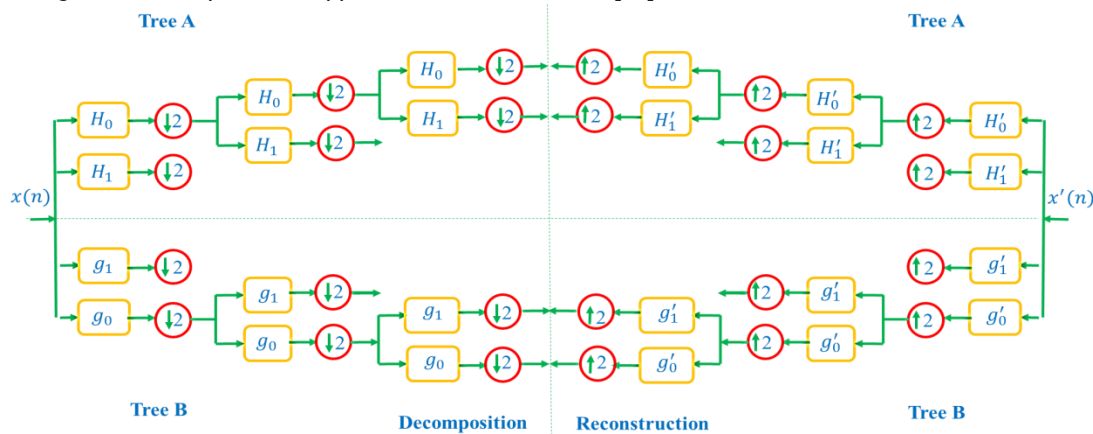 Tree A Tree A
H₀ ↓2 ↑2 H′₀
H₀ ↓2 ↑2 H′₀
H₀ ↓2 H₁ ↓2 ↑2 H′₁ ↑2 H′₀
H₁ ↓2 ↑2 H′₁
H₁ ↓2 ↑2 H′₁
x(n) x′(n)
g₁ ↓2 ↑2 g′₁
g₁ ↓2 ↑2 g′₁
g₀ ↓2 g₁ ↓2 ↑2 g′₁ ↑2 g′₀
g₀ ↓2 ↑2 g′₀
g₀ ↓2 ↑2 g′₀
Tree B Decomposition Reconstruction Tree B